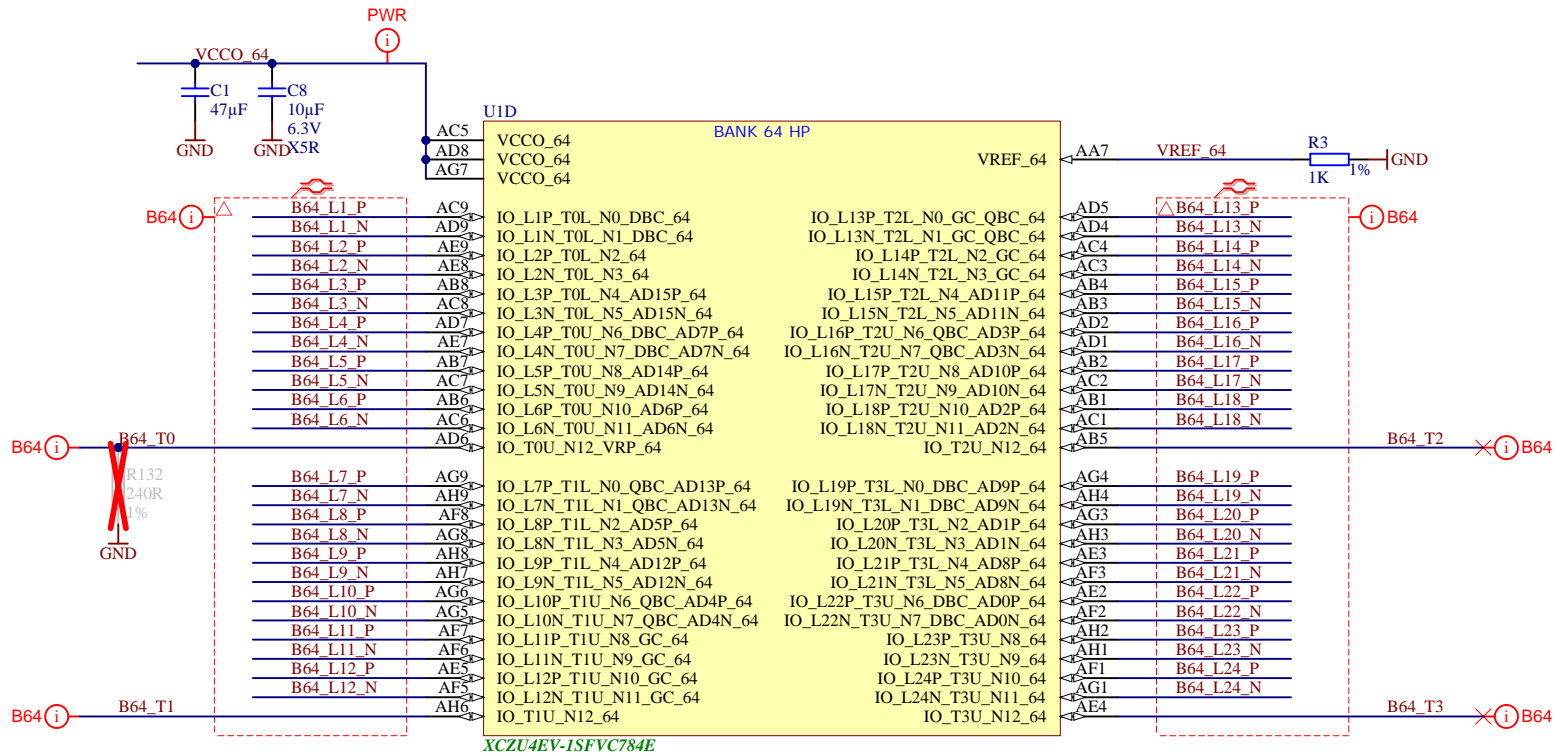 PWR
i
VCCO_64
C1
47µF
C8
10µF
6.3V
X5R
GND
GND
U1D
BANK 64 HP
AC5 VCCO_64
AD8 VCCO_64
AG7 VCCO_64
VREF_64 AA7 VREF_64
R3
1K
1%
GND
B64 i
i B64
B64_L1_P AC9 IO_L1P_T0L_N0_DBC_64
B64_L1_N AD9 IO_L1N_T0L_N1_DBC_64
B64_L2_P AE9 IO_L2P_T0L_N2_64
B64_L2_N AE8 IO_L2N_T0L_N3_64
B64_L3_P AB8 IO_L3P_T0L_N4_AD15P_64
B64_L3_N AC8 IO_L3N_T0L_N5_AD15N_64
B64_L4_P AD7 IO_L4P_T0U_N6_DBC_AD7P_64
B64_L4_N AE7 IO_L4N_T0U_N7_DBC_AD7N_64
B64_L5_P AB7 IO_L5P_T0U_N8_AD14P_64
B64_L5_N AC7 IO_L5N_T0U_N9_AD14N_64
B64_L6_P AB6 IO_L6P_T0U_N10_AD6P_64
B64_L6_N AC6 IO_L6N_T0U_N11_AD6N_64
B64 i B64_T0 AD6 IO_T0U_N12_VRP_64
R132
240R
1%
GND
B64_L7_P AG9 IO_L7P_T1L_N0_QBC_AD13P_64
B64_L7_N AH9 IO_L7N_T1L_N1_QBC_AD13N_64
B64_L8_P AF8 IO_L8P_T1L_N2_AD5P_64
B64_L8_N AG8 IO_L8N_T1L_N3_AD5N_64
B64_L9_P AH8 IO_L9P_T1L_N4_AD12P_64
B64_L9_N AH7 IO_L9N_T1L_N5_AD12N_64
B64_L10_P AG6 IO_L10P_T1U_N6_QBC_AD4P_64
B64_L10_N AG5 IO_L10N_T1U_N7_QBC_AD4N_64
B64_L11_P AF7 IO_L11P_T1U_N8_GC_64
B64_L11_N AF6 IO_L11N_T1U_N9_GC_64
B64_L12_P AE5 IO_L12P_T1U_N10_GC_64
B64_L12_N AF5 IO_L12N_T1U_N11_GC_64
B64 i B64_T1 AH6 IO_T1U_N12_64
IO_L13P_T2L_N0_GC_QBC_64 AD5 B64_L13_P
IO_L13N_T2L_N1_GC_QBC_64 AD4 B64_L13_N
IO_L14P_T2L_N2_GC_64 AC4 B64_L14_P
IO_L14N_T2L_N3_GC_64 AC3 B64_L14_N
IO_L15P_T2L_N4_AD11P_64 AB4 B64_L15_P
IO_L15N_T2L_N5_AD11N_64 AB3 B64_L15_N
IO_L16P_T2U_N6_QBC_AD3P_64 AD2 B64_L16_P
IO_L16N_T2U_N7_QBC_AD3N_64 AD1 B64_L16_N
IO_L17P_T2U_N8_AD10P_64 AB2 B64_L17_P
IO_L17N_T2U_N9_AD10N_64 AC2 B64_L17_N
IO_L18P_T2U_N10_AD2P_64 AB1 B64_L18_P
IO_L18N_T2U_N11_AD2N_64 AC1 B64_L18_N
IO_T2U_N12_64 AB5 B64_T2 i B64
IO_L19P_T3L_N0_DBC_AD9P_64 AG4 B64_L19_P
IO_L19N_T3L_N1_DBC_AD9N_64 AH4 B64_L19_N
IO_L20P_T3L_N2_AD1P_64 AG3 B64_L20_P
IO_L20N_T3L_N3_AD1N_64 AH3 B64_L20_N
IO_L21P_T3L_N4_AD8P_64 AE3 B64_L21_P
IO_L21N_T3L_N5_AD8N_64 AF3 B64_L21_N
IO_L22P_T3U_N6_DBC_AD0P_64 AE2 B64_L22_P
IO_L22N_T3U_N7_DBC_AD0N_64 AF2 B64_L22_N
IO_L23P_T3U_N8_64 AH2 B64_L23_P
IO_L23N_T3U_N9_64 AH1 B64_L23_N
IO_L24P_T3U_N10_64 AF1 B64_L24_P
IO_L24N_T3U_N11_64 AG1 B64_L24_N
IO_T3U_N12_64 AE4 B64_T3 i B64
XCZU4EV-1SFVC784E